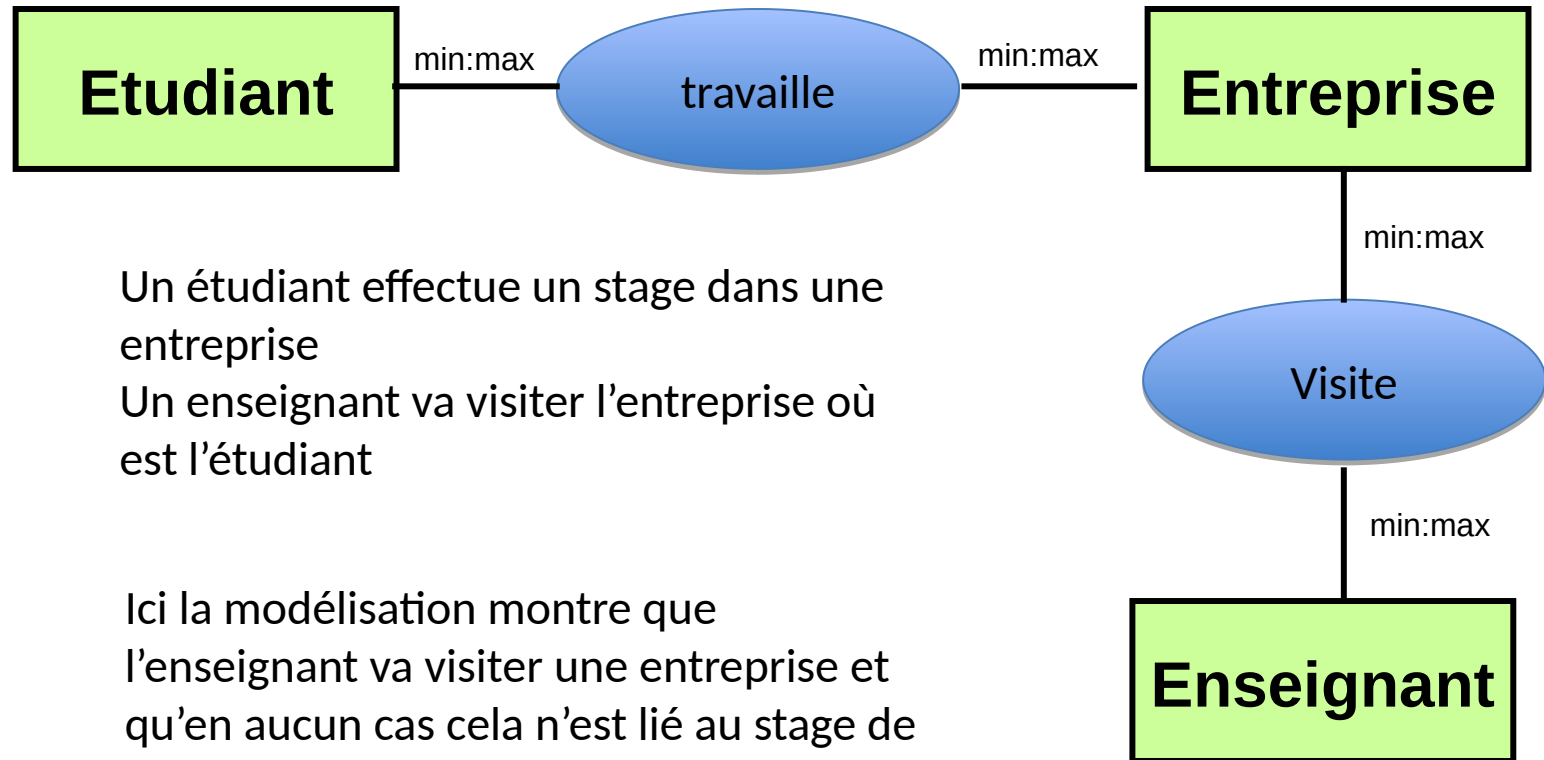 Etudiant
min:max
travaille
min:max
Entreprise
min:max
Un étudiant effectue un stage dans une
entreprise
Un enseignant va visiter l’entreprise où
est l’étudiant
Visite
min:max
Ici la modélisation montre que
l’enseignant va visiter une entreprise et
qu’en aucun cas cela n’est lié au stage de
Enseignant